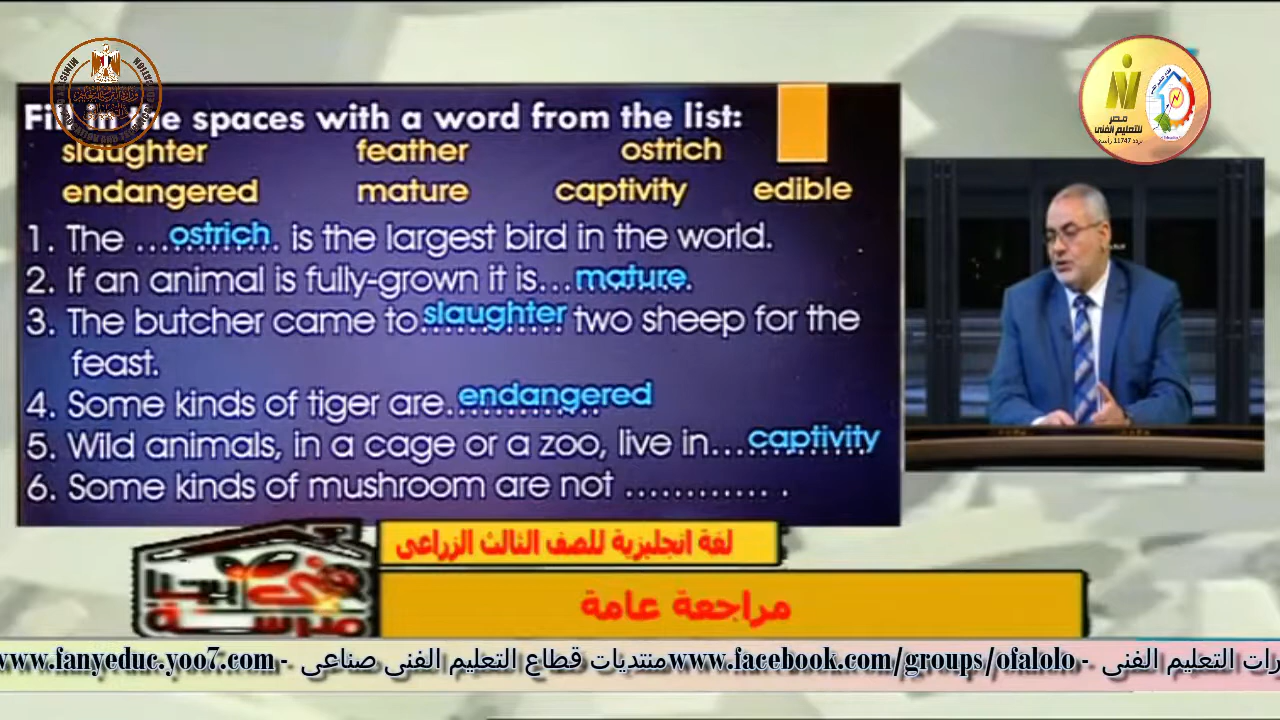 Fill in the spaces with a word from the list:
slaughter feather ostrich
endangered mature captivity edible
1. The ...ostrich. is the largest bird in the world.
2. If an animal is fully-grown it is...mature.
3. The butcher came to slaughter two sheep for the
feast.
4. Some kinds of tiger are.endangered
5. Wild animals, in a cage or a zoo, live in...captivity
6. Some kinds of mushroom are not ............ .
مصر
للتعليم الفنى
تردد 11747 رأسى
لغة انجليزية للصف الثالث الزراعى
مراجعة عامة
رات التعليم الفنى - www.facebook.com/groups/ofalolo منتديات قطاع التعليم الفنى صناعى - www.fanyeduc.yoo7.com